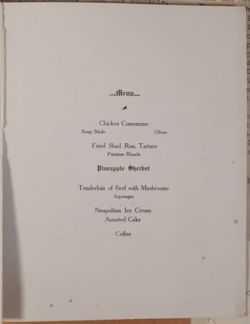 ...Menu...
Chicken Consomme
Soup Sticks Olives
Fried Shad Roe, Tartare
Potatoes Rissole
Pineapple Sherbet
Tenderloin of Beef with Mushrooms
Asparagus
Neapolitan Ice Cream
Assorted Cake
Coffee